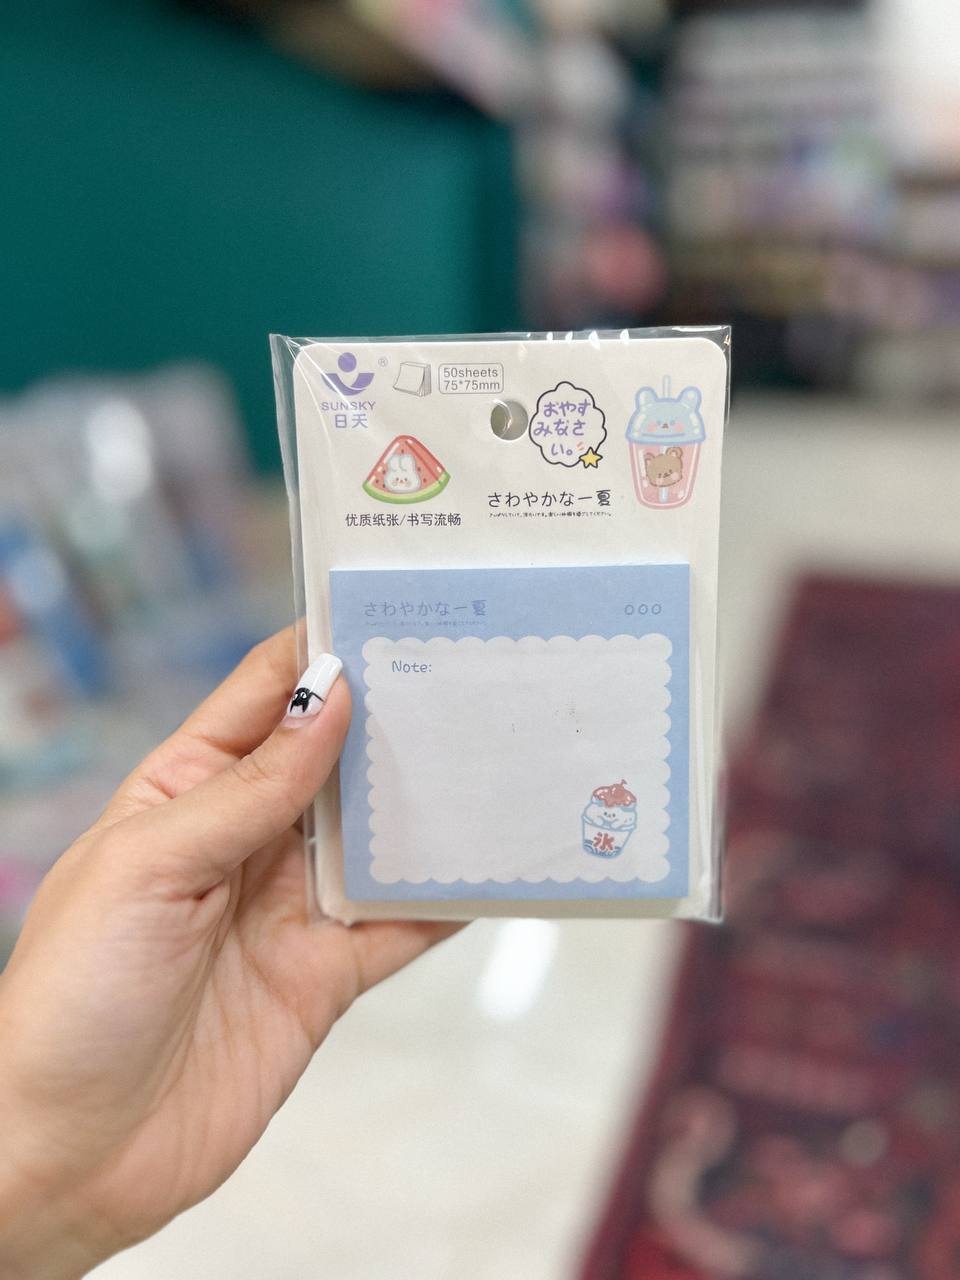 ®
SUNSKY
日天
50sheets
75*75mm
おやす
みなさ
い。
优质纸张/书写流畅
さわやかな一夏
さわやかな一夏
Note:
氷